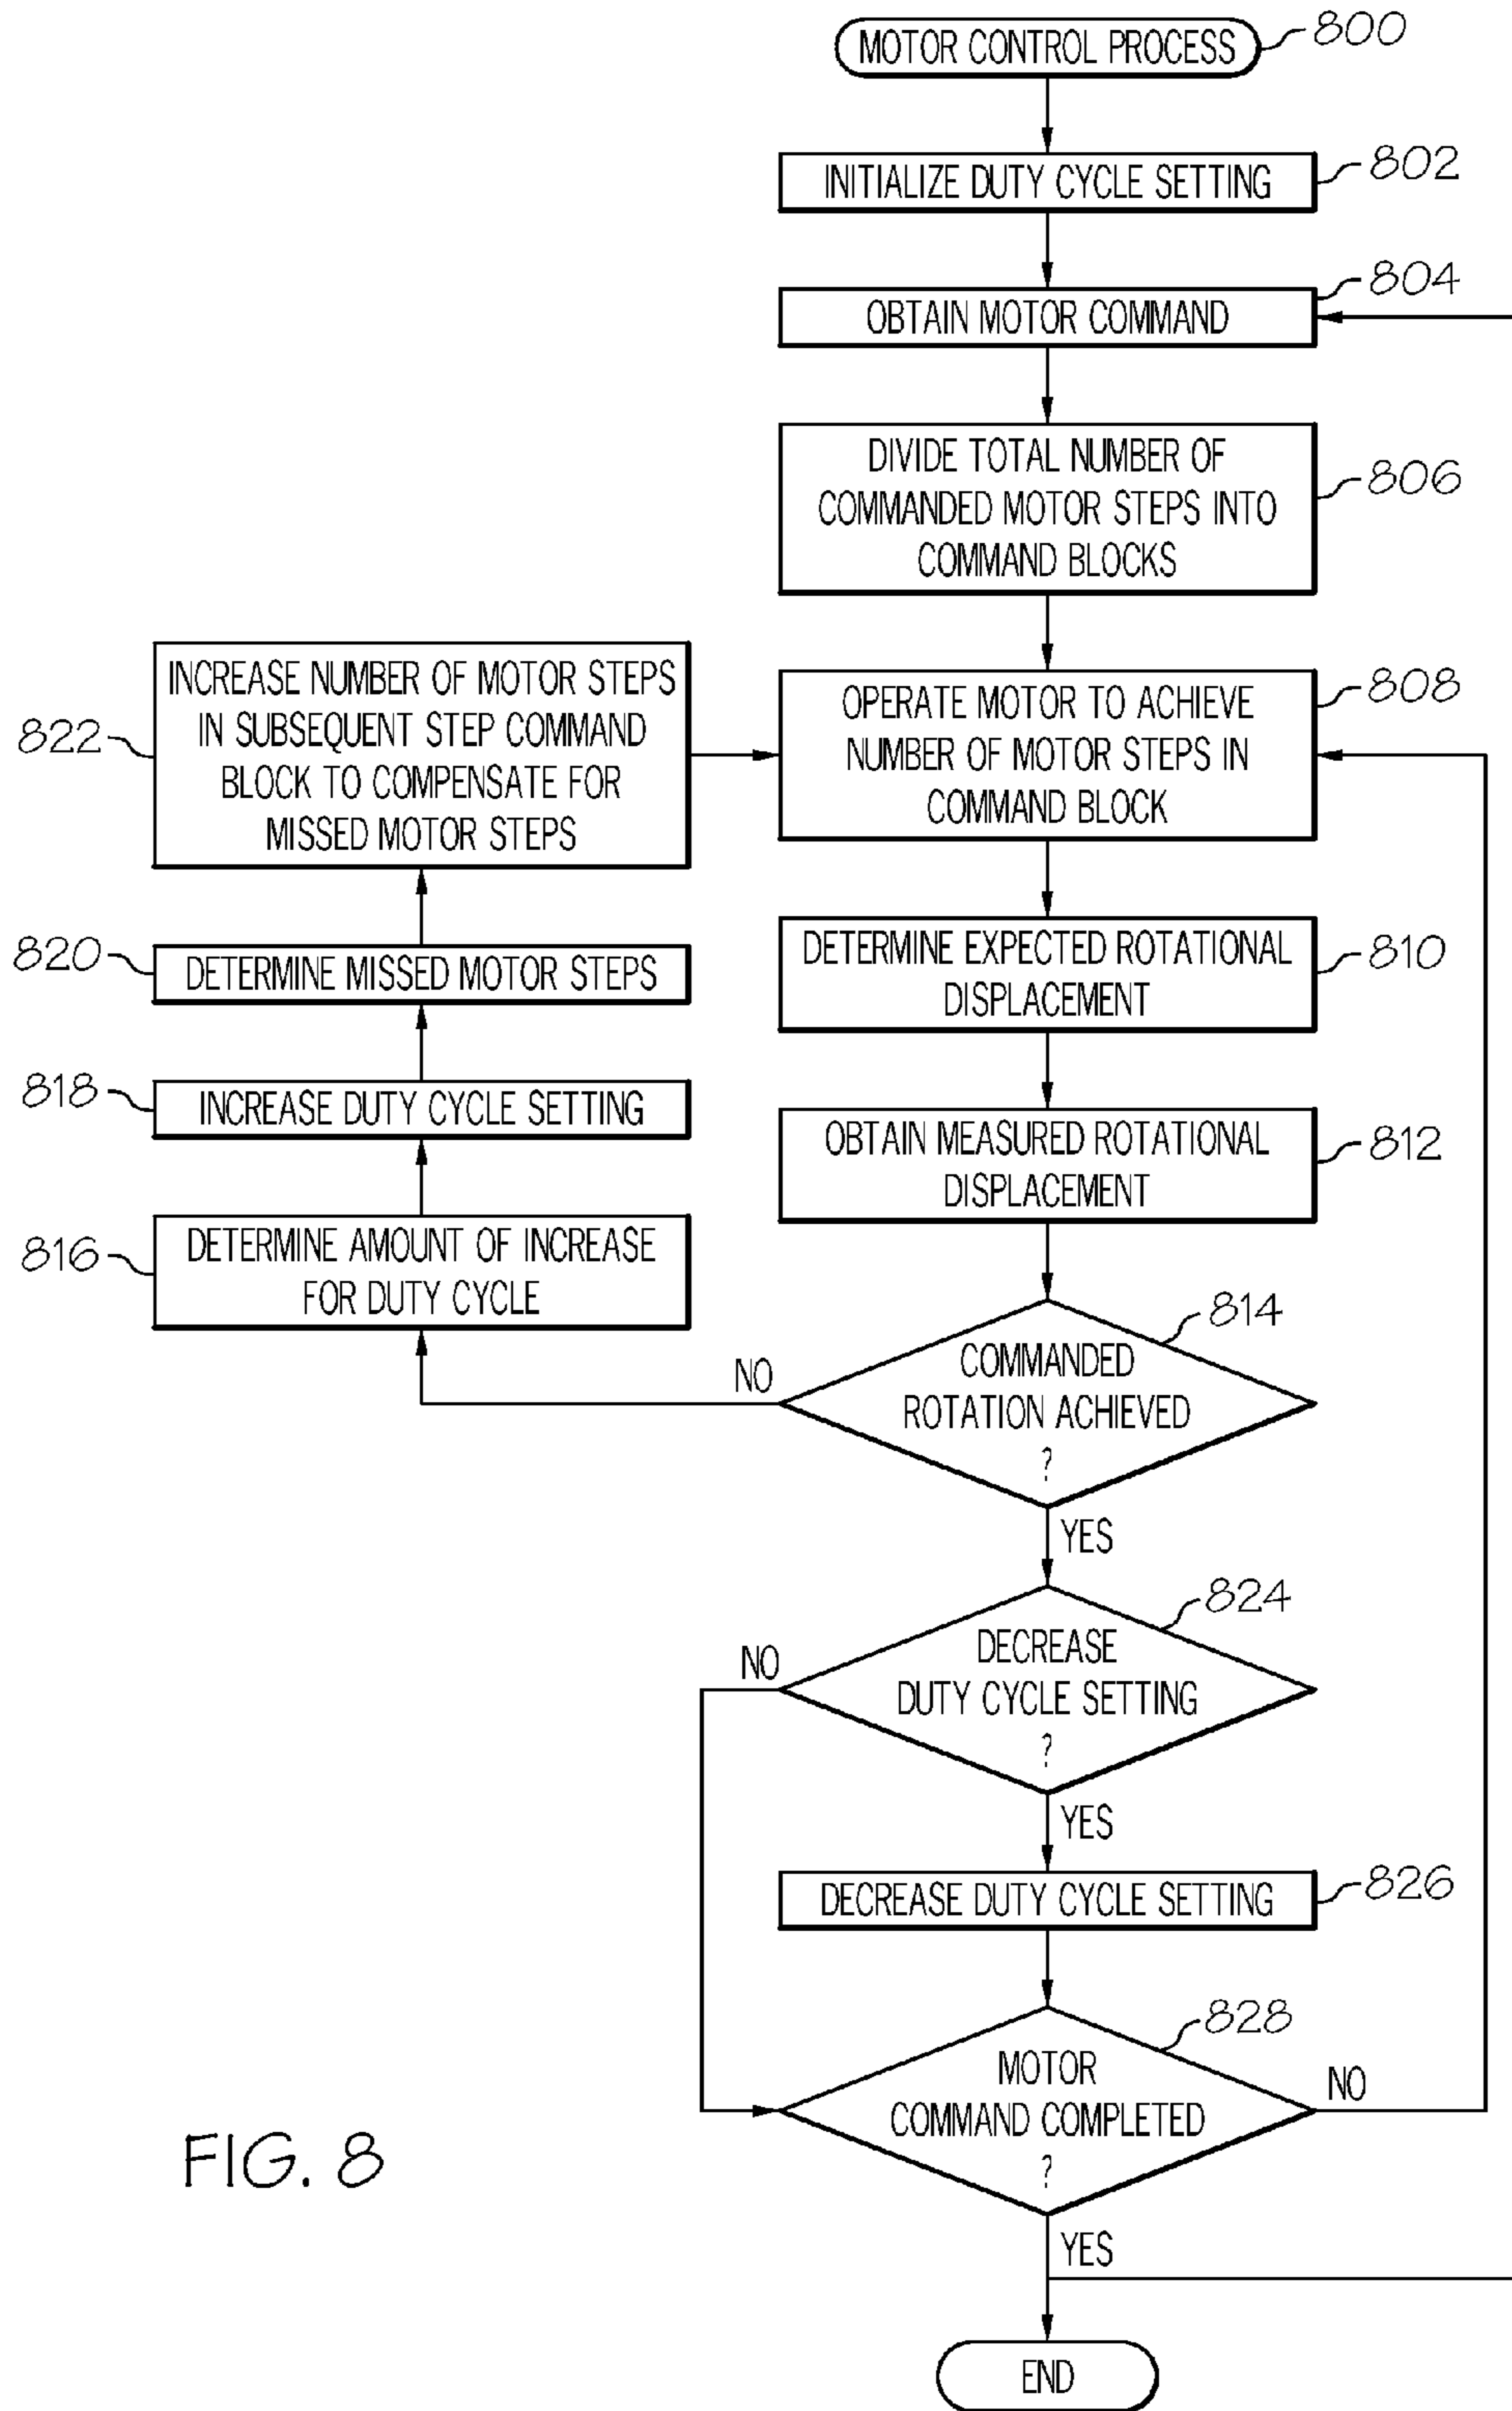 MOTOR CONTROL PROCESS
800
INITIALIZE DUTY CYCLE SETTING
802
OBTAIN MOTOR COMMAND
804
DIVIDE TOTAL NUMBER OF
COMMANDED MOTOR STEPS INTO
COMMAND BLOCKS
806
INCREASE NUMBER OF MOTOR STEPS
IN SUBSEQUENT STEP COMMAND
BLOCK TO COMPENSATE FOR
MISSED MOTOR STEPS
822
OPERATE MOTOR TO ACHIEVE
NUMBER OF MOTOR STEPS IN
COMMAND BLOCK
808
820
DETERMINE MISSED MOTOR STEPS
DETERMINE EXPECTED ROTATIONAL
DISPLACEMENT
810
818
INCREASE DUTY CYCLE SETTING
OBTAIN MEASURED ROTATIONAL
DISPLACEMENT
812
816
DETERMINE AMOUNT OF INCREASE
FOR DUTY CYCLE
814
COMMANDED
ROTATION ACHIEVED
?
NO
YES
824
DECREASE
DUTY CYCLE SETTING
?
NO
YES
DECREASE DUTY CYCLE SETTING
826
828
MOTOR
COMMAND COMPLETED
?
NO
YES
END
FIG. 8